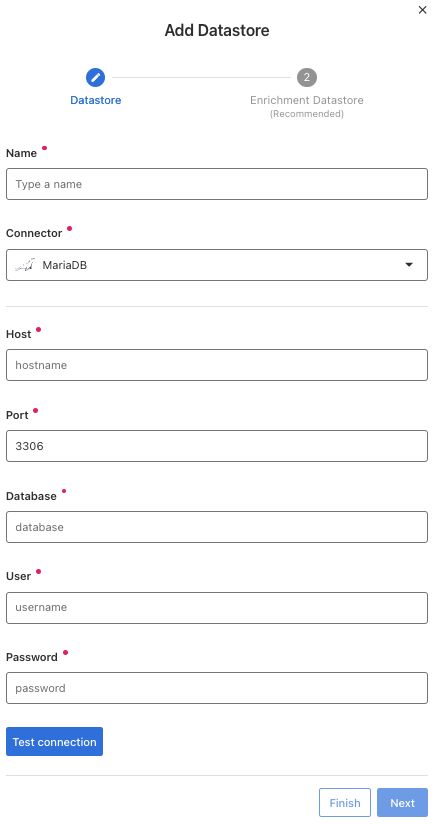 Add Datastore
2
Datastore
Enrichment Datastore
(Recommended)
Name
Type a name
Connector
MariaDB
Host
hostname
Port
3306
Database
database
User
username
Password
password
Test connection
Finish
Next